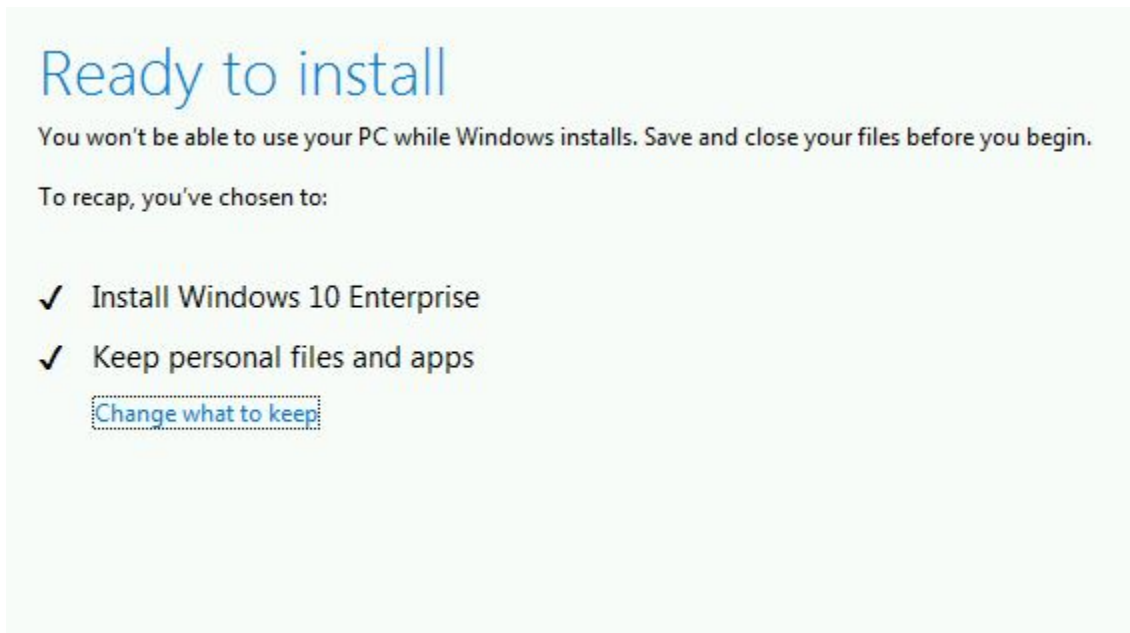 Ready to install
You won't be able to use your PC while Windows installs. Save and close your files before you begin.
To recap, you've chosen to:
✓ Install Windows 10 Enterprise
✓ Keep personal files and apps
Change what to keep